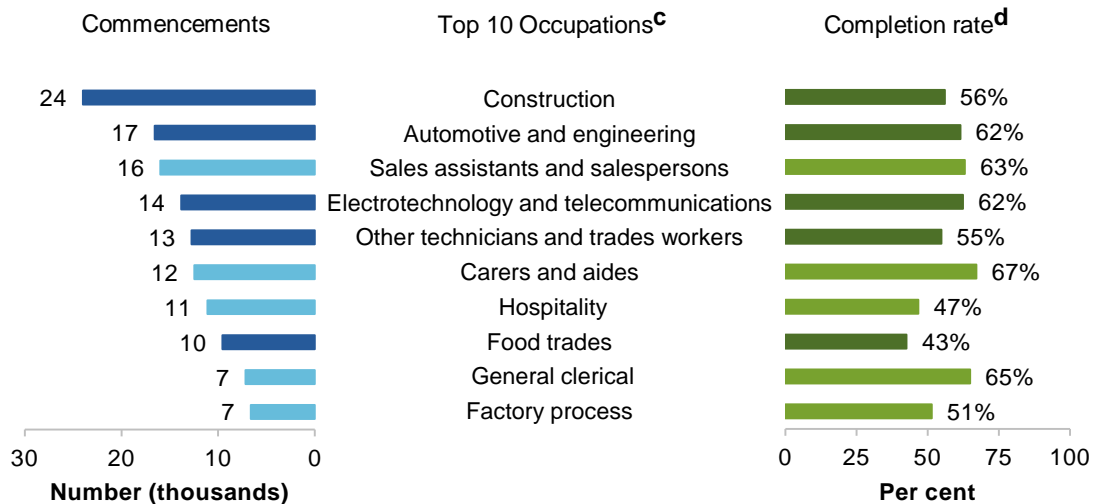 Commencements Top 10 Occupationsc Completion rated
24 Construction 56%
17 Automotive and engineering 62%
16 Sales assistants and salespersons 63%
14 Electrotechnology and telecommunications 62%
13 Other technicians and trades workers 55%
12 Carers and aides 67%
11 Hospitality 47%
10 Food trades 43%
7 General clerical 65%
7 Factory process 51%
30 20 10 0 0 25 50 75 100
Number (thousands) Per cent